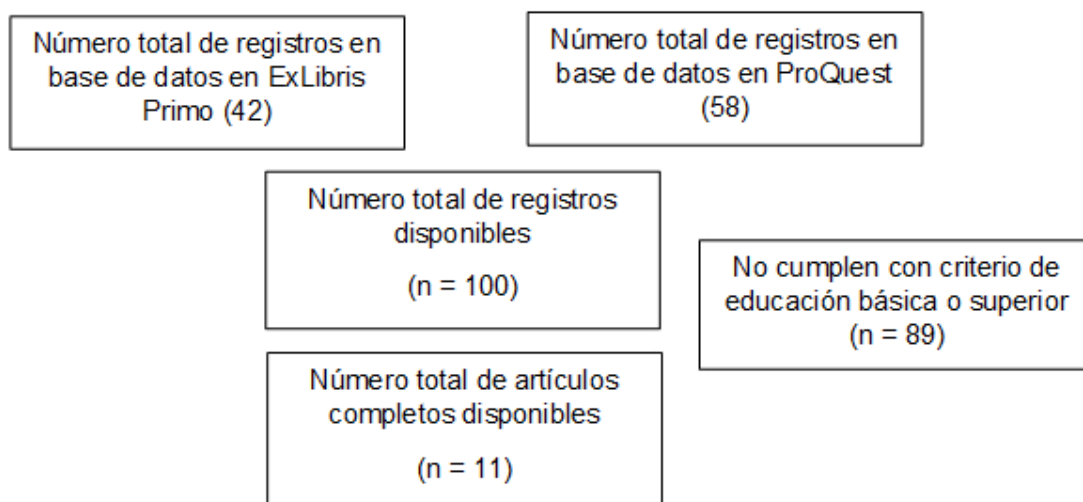 Número total de registros en
base de datos en ExLibris
Primo (42)
Número total de registros en
base de datos en ProQuest
(58)
Número total de registros
disponibles
(n = 100)
No cumplen con criterio de
educación básica o superior
(n = 89)
Número total de artículos
completos disponibles
(n = 11)